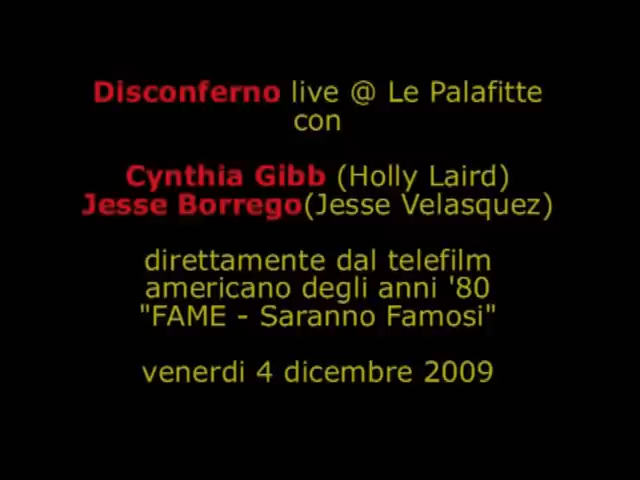 Disconferno live @ Le Palafitte
con
Cynthia Gibb (Holly Laird)
Jesse Borrego(Jesse Velasquez)
direttamente dal telefilm
americano degli anni '80
"FAME - Saranno Famosi"
venerdi 4 dicembre 2009